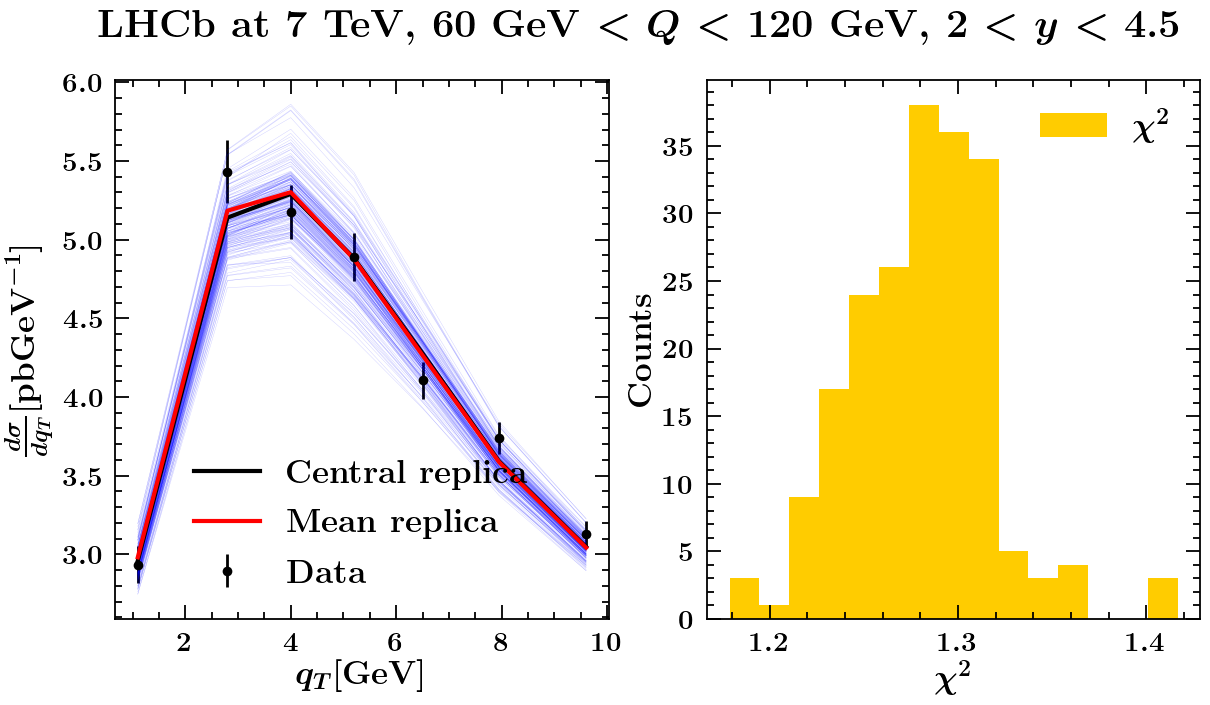 LHCb at 7 TeV, 60 GeV < Q < 120 GeV, 2 < y < 4.5
6.0
5.5
5.0
4.5
4.0
3.5
3.0
dσ/dq_T [pbGeV⁻¹]
Central replica
Mean replica
Data
2 4 6 8 10
q_T [GeV]
35
30
25
20
15
10
5
0
Counts
χ²
1.2 1.3 1.4
χ²